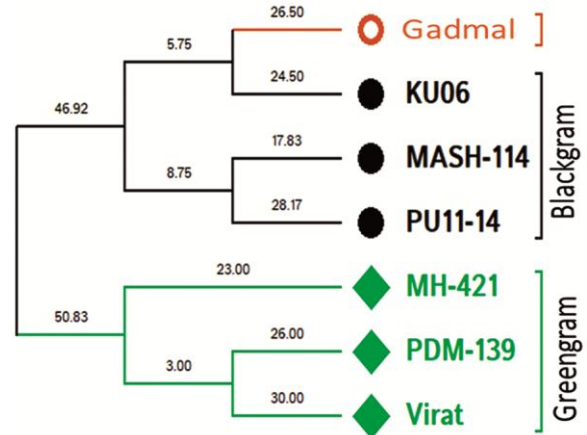 26.50
Gadmal
5.75
24.50
KU06
46.92
17.83
MASH-114
8.75
28.17
PU11-14
Blackgram
23.00
MH-421
50.83
26.00
PDM-139
3.00
30.00
Virat
Greengram